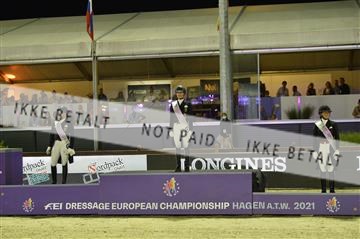 IKKE BETALT
NOT PAID
IKKE BETALT
Nordpack
LONGINES
FEI DRESSAGE EUROPEAN CHAMPIONSHIP HAGEN A.T.W. 2021